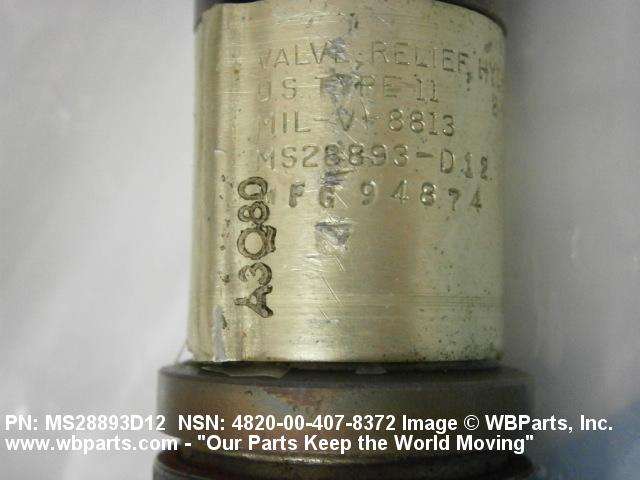 VALVE, RELIEF, HY
U.S. TYPE 11
MIL-V-8813
MS28893-D12
MFG 94874
A3Q80
PN: MS28893D12 NSN: 4820-00-407-8372 Image © WBParts, Inc.
www.wbparts.com - "Our Parts Keep the World Moving"